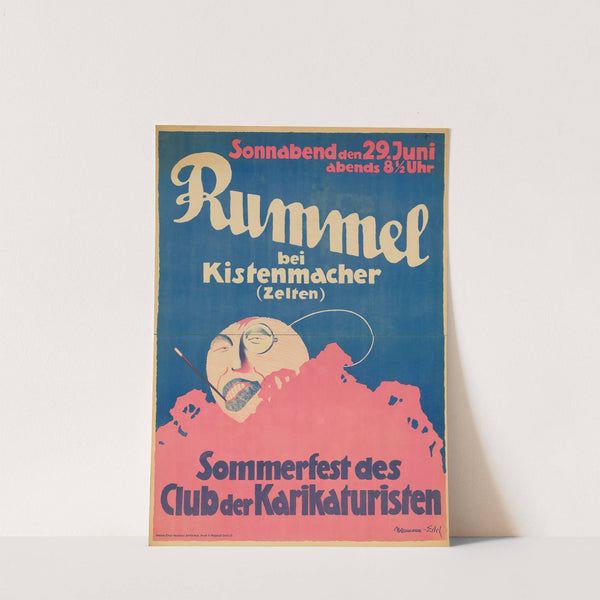 Sonnabend den 29. Juni
abends 8½ Uhr
Rummel
bei
Kistenmacher
(Zelten)
Sommerfest des
Club der Karikaturisten